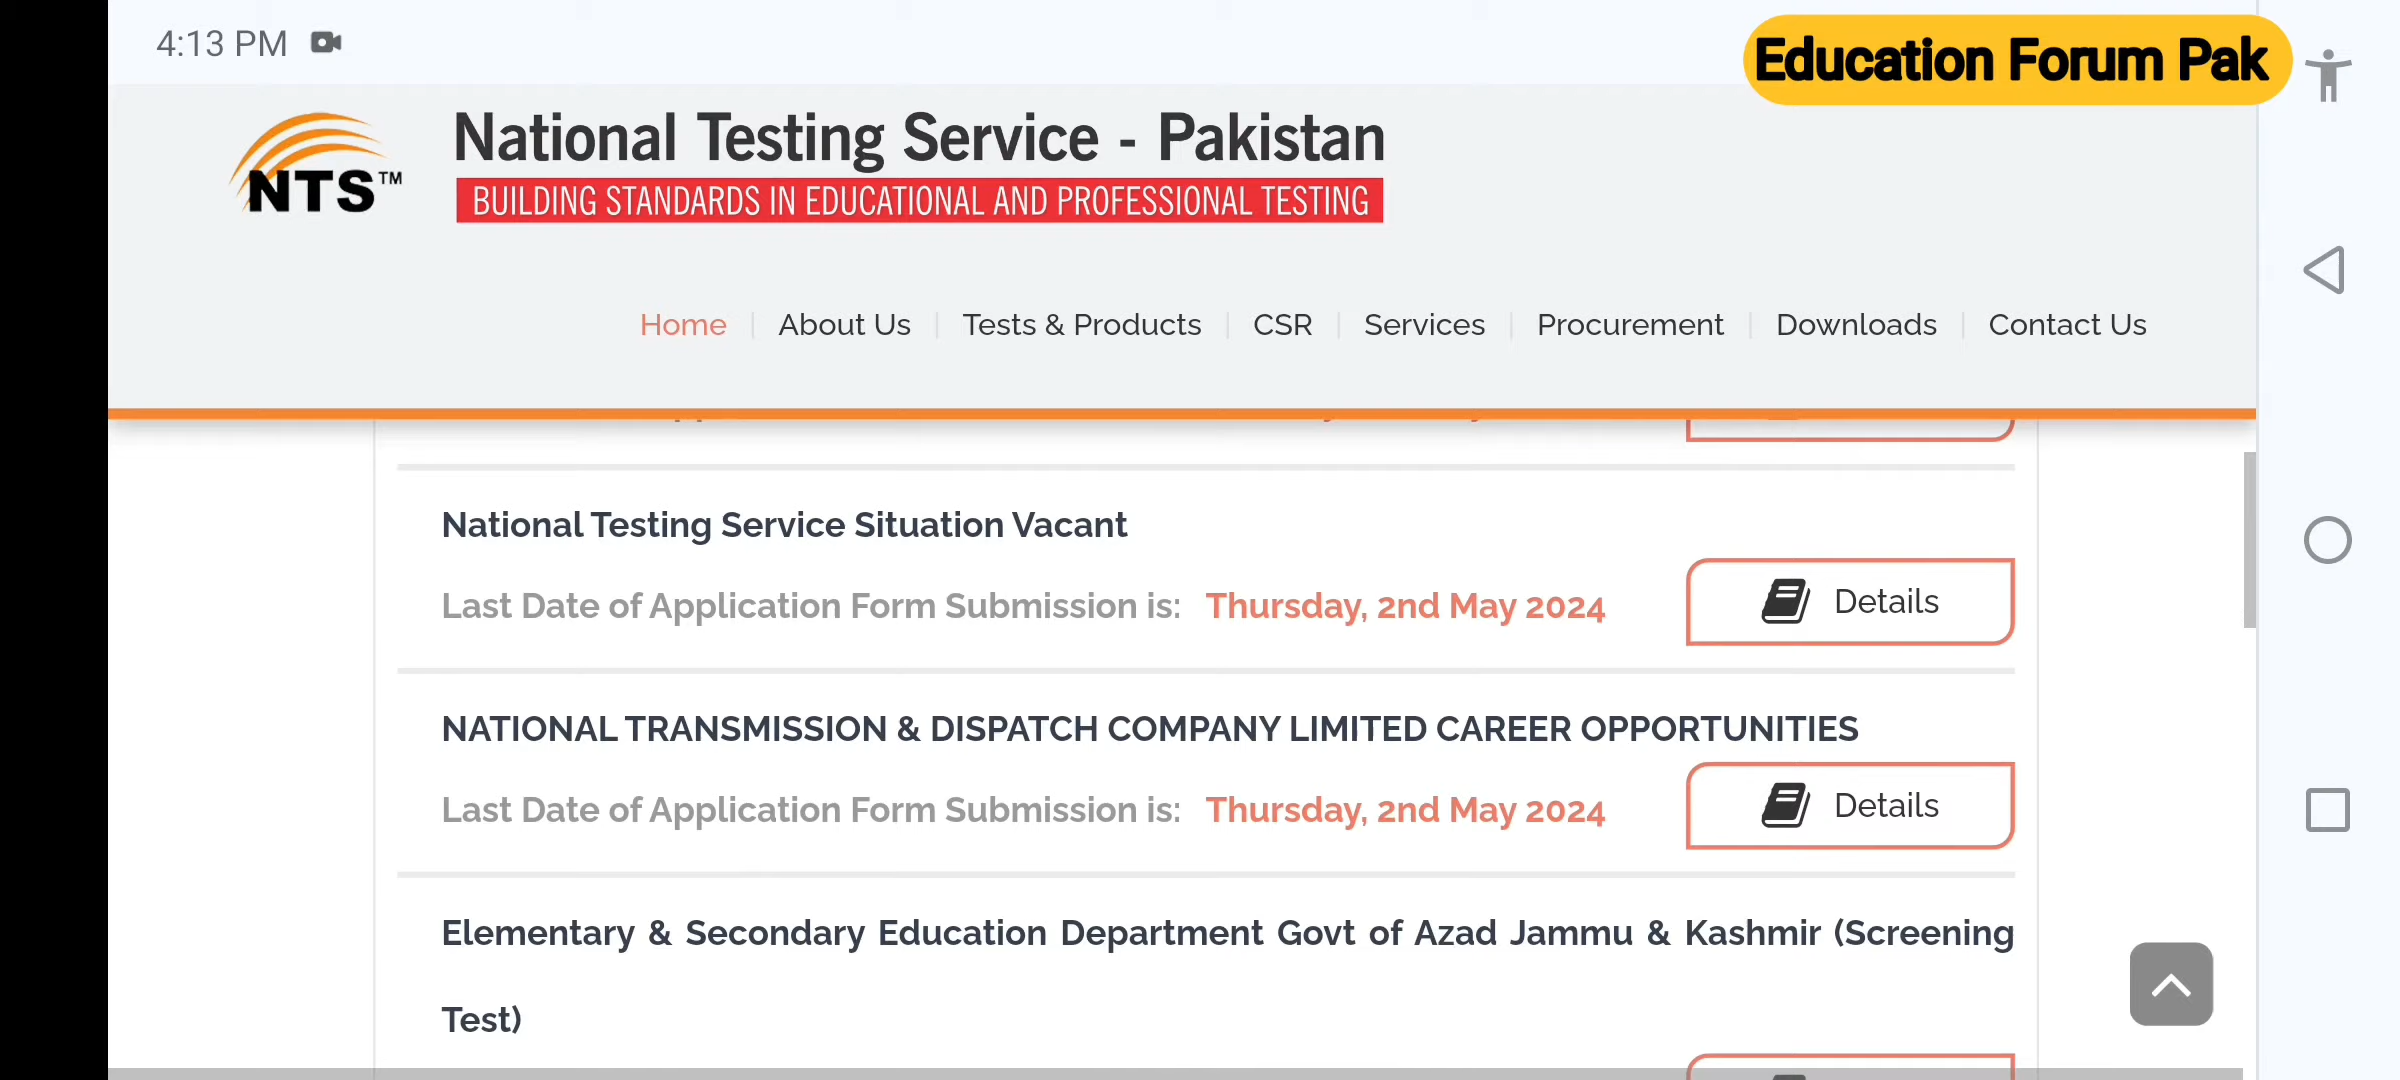 4:13 PM
Education Forum Pak
NTS™
National Testing Service - Pakistan
BUILDING STANDARDS IN EDUCATIONAL AND PROFESSIONAL TESTING
Home About Us Tests & Products CSR Services Procurement Downloads Contact Us
National Testing Service Situation Vacant
Last Date of Application Form Submission is: Thursday, 2nd May 2024 Details
NATIONAL TRANSMISSION & DISPATCH COMPANY LIMITED CAREER OPPORTUNITIES
Last Date of Application Form Submission is: Thursday, 2nd May 2024 Details
Elementary & Secondary Education Department Govt of Azad Jammu & Kashmir (Screening
Test)